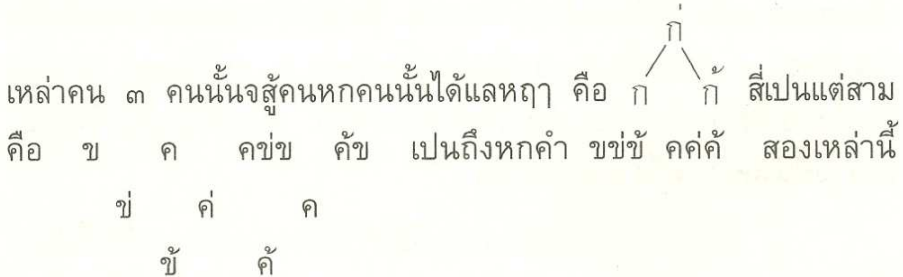 ก่
เหล่าคน ๓ คนนั้นจสู้คนหกคนนั้นได้แลหฤๅ คือ ก ก้ สี่เปนแต่สาม
คือ ข ค คข่ข ค้ข เปนถึงหกคำ ขข่ข้ คค่ค้ สองเหล่านี้
ข่ ค่ ค
ข้ ค้